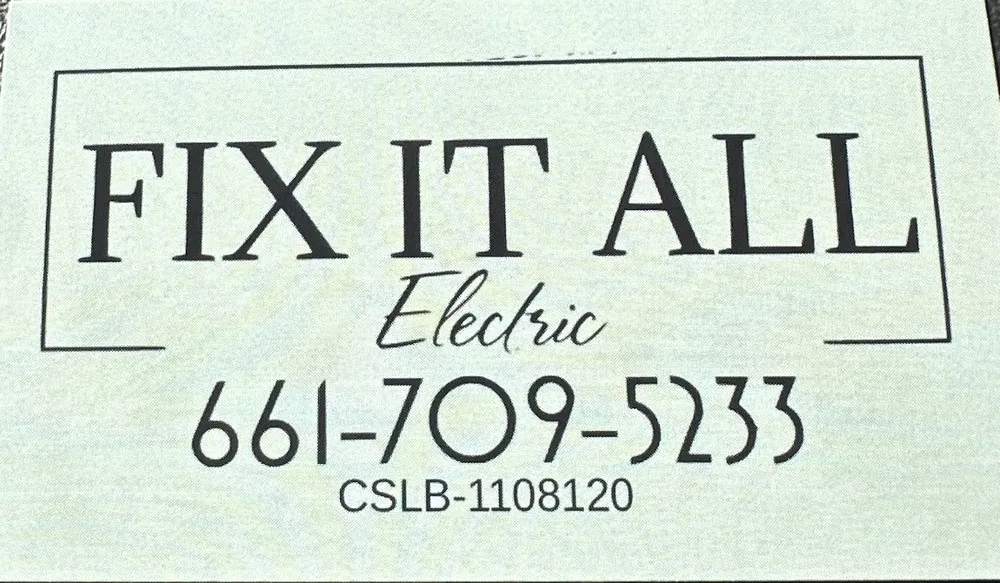 FIX IT ALL
Electric
661-709-5233
CSLB-1108120